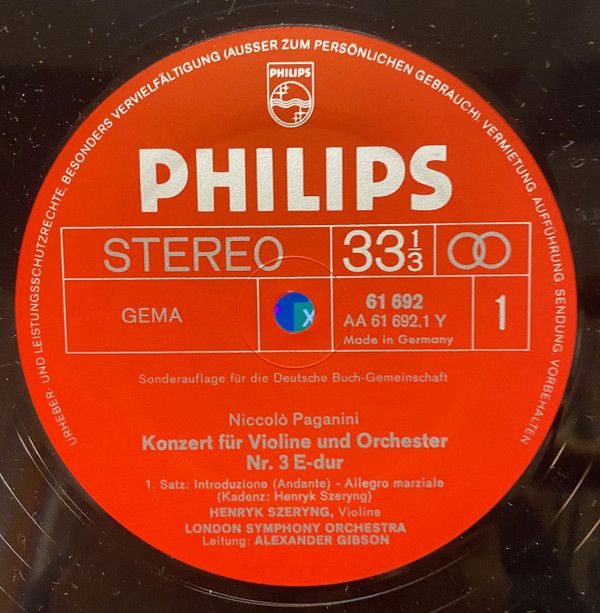 URHEBER- UND LEISTUNGSSCHUTZRECHTE, BESONDERS VERVIELFÄLTIGUNG (AUSSER ZUM PERSÖNLICHEN GEBRAUCH), VERMIETUNG AUFFÜHRUNG, SENDUNG VORBEHALTEN
PHILIPS
PHILIPS
STEREO 33 1/3
GEMA
x
61 692
AA 61 692.1 Y
Made in Germany
1
Sonderauflage für die Deutsche Buch-Gemeinschaft
Niccolò Paganini
Konzert für Violine und Orchester
Nr. 3 E-dur
1. Satz: Introduzione (Andante) - Allegro marziale
(Kadenz: Henryk Szeryng)
HENRYK SZERYNG, Violine
LONDON SYMPHONY ORCHESTRA
Leitung: ALEXANDER GIBSON